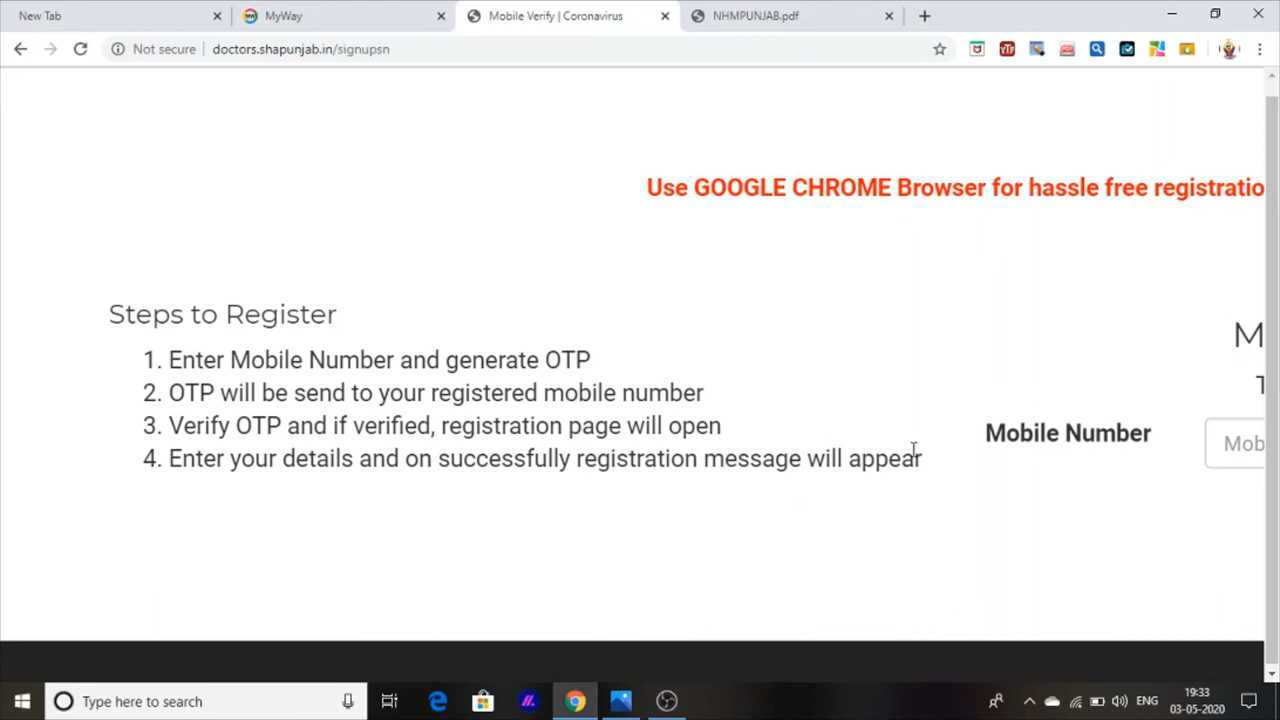 New Tab
MyWay
Mobile Verify | Coronavirus
NHMPUNJAB.pdf
Not secure
doctors.shapunjab.in/signupsn
Use GOOGLE CHROME Browser for hassle free registratio
Steps to Register
1. Enter Mobile Number and generate OTP
2. OTP will be send to your registered mobile number
3. Verify OTP and if verified, registration page will open
4. Enter your details and on successfully registration message will appear
M
T
Mobile Number
Mob
Type here to search
ENG
19:33
03-05-2020